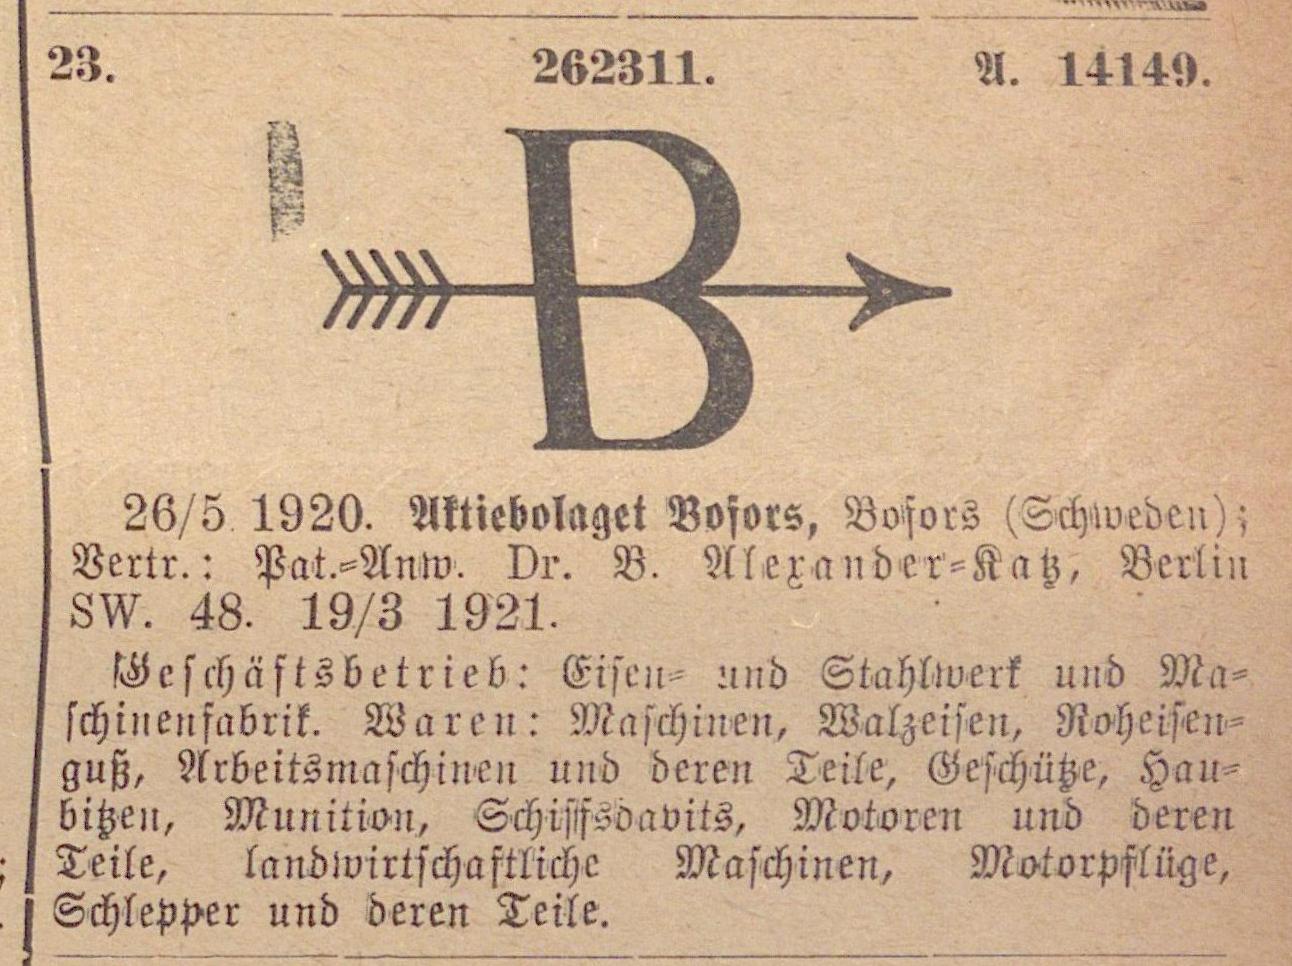 23. 262311. A. 14149.
B
26/5 1920. Aktiebolaget Bofors, Bofors (Schweden);
Vertr.: Pat.-Anw. Dr. B. Alexander-Katz, Berlin
SW. 48. 19/3 1921.
Geschäftsbetrieb: Eisen- und Stahlwerk und Ma-
schinenfabrik. Waren: Maschinen, Walzeisen, Roheisen-
guß, Arbeitsmaschinen und deren Teile, Geschütze, Hau-
bitzen, Munition, Schiffsdavits, Motoren und deren
Teile, landwirtschaftliche Maschinen, Motorpflüge,
Schlepper und deren Teile.